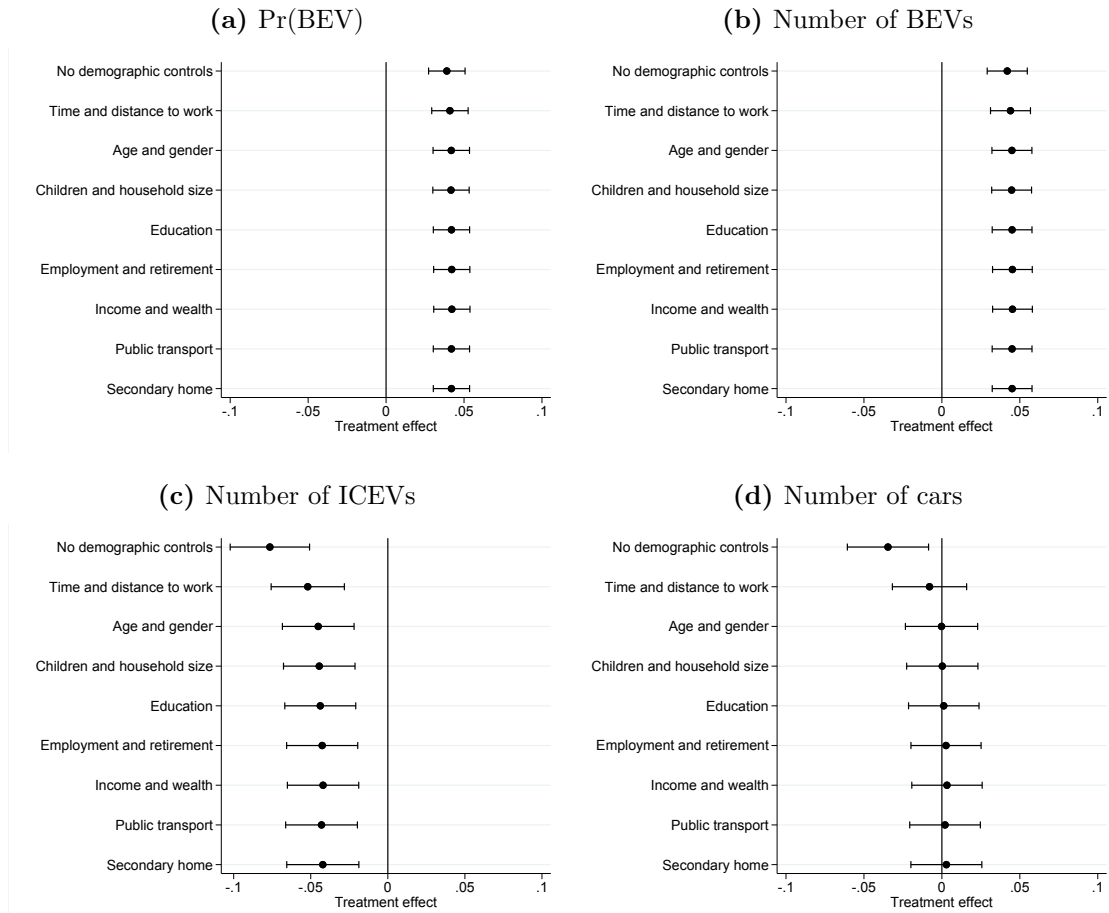 (a) Pr(BEV)
No demographic controls
Time and distance to work
Age and gender
Children and household size
Education
Employment and retirement
Income and wealth
Public transport
Secondary home
-.1 -.05 0 .05 .1
Treatment effect
(b) Number of BEVs
No demographic controls
Time and distance to work
Age and gender
Children and household size
Education
Employment and retirement
Income and wealth
Public transport
Secondary home
-.1 -.05 0 .05 .1
Treatment effect
(c) Number of ICEVs
No demographic controls
Time and distance to work
Age and gender
Children and household size
Education
Employment and retirement
Income and wealth
Public transport
Secondary home
-.1 -.05 0 .05 .1
Treatment effect
(d) Number of cars
No demographic controls
Time and distance to work
Age and gender
Children and household size
Education
Employment and retirement
Income and wealth
Public transport
Secondary home
-.1 -.05 0 .05 .1
Treatment effect